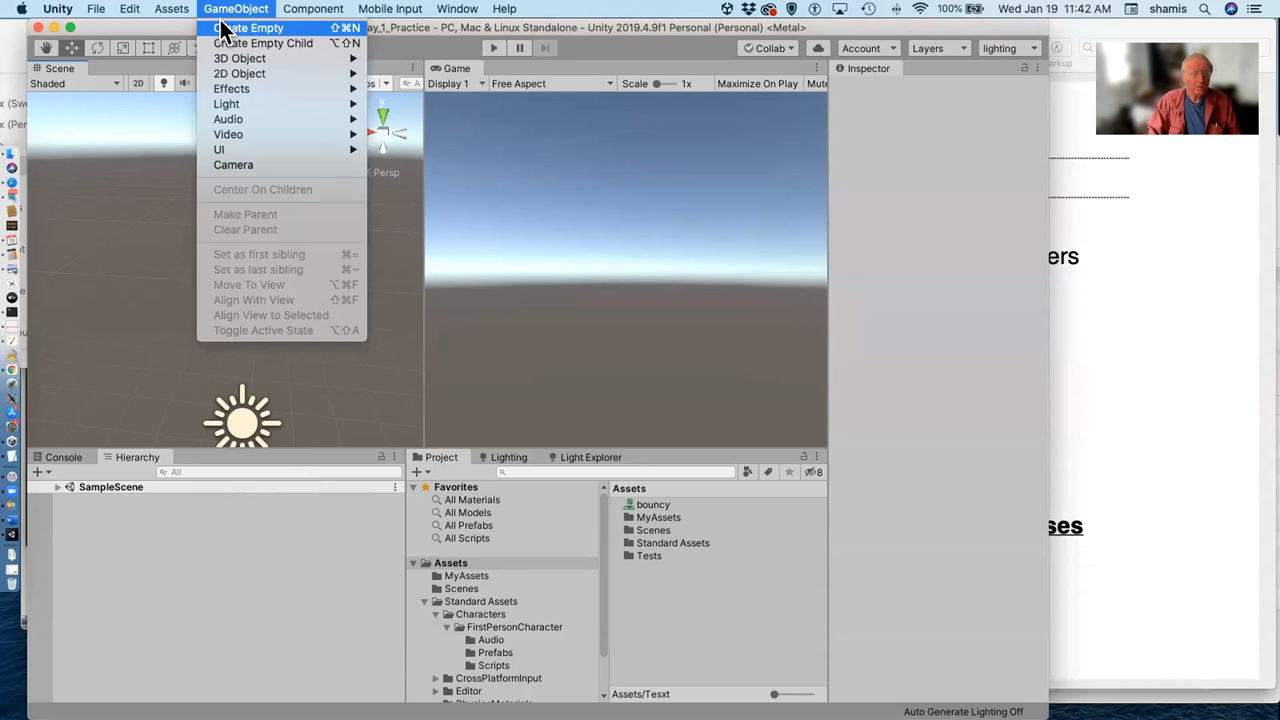 Unity File Edit Assets GameObject Component Mobile Input Window Help Tue Jan 19 11:42 AM shamis
ay_1_Practice - PC, Mac & Linux Standalone - Unity 2019 Personal (Personal) <Metal>
Collab Account Layers lighting
arkup
Scene
Game
Inspector
Shaded 2D
Display 1 Free Aspect Scale 1x Maximize On Play Mute
Create Empty ⇧⌘N
Create Empty Child ⌥⇧N
3D Object
2D Object
Effects
Light
Audio
Video
UI
Camera
Center On Children
Make Parent
Clear Parent
Set as first sibling ⌘=
Set as last sibling ⌘-
Move To View ⌥⌘F
Align With View ⇧⌘F
Align View to Selected
Toggle Active State ⌥⇧A
y
Persp
ers
ses
Console Hierarchy
All
SampleScene
Project Lighting Light Explorer
8
Favorites
All Materials
All Models
All Prefabs
All Scripts
Assets
MyAssets
Scenes
Standard Assets
Characters
FirstPersonCharacter
Audio
Prefabs
Scripts
CrossPlatformInput
Editor
Assets
bouncy
MyAssets
Scenes
Standard Assets
Tests
Assets/Tesxt
Auto Generate Lighting Off